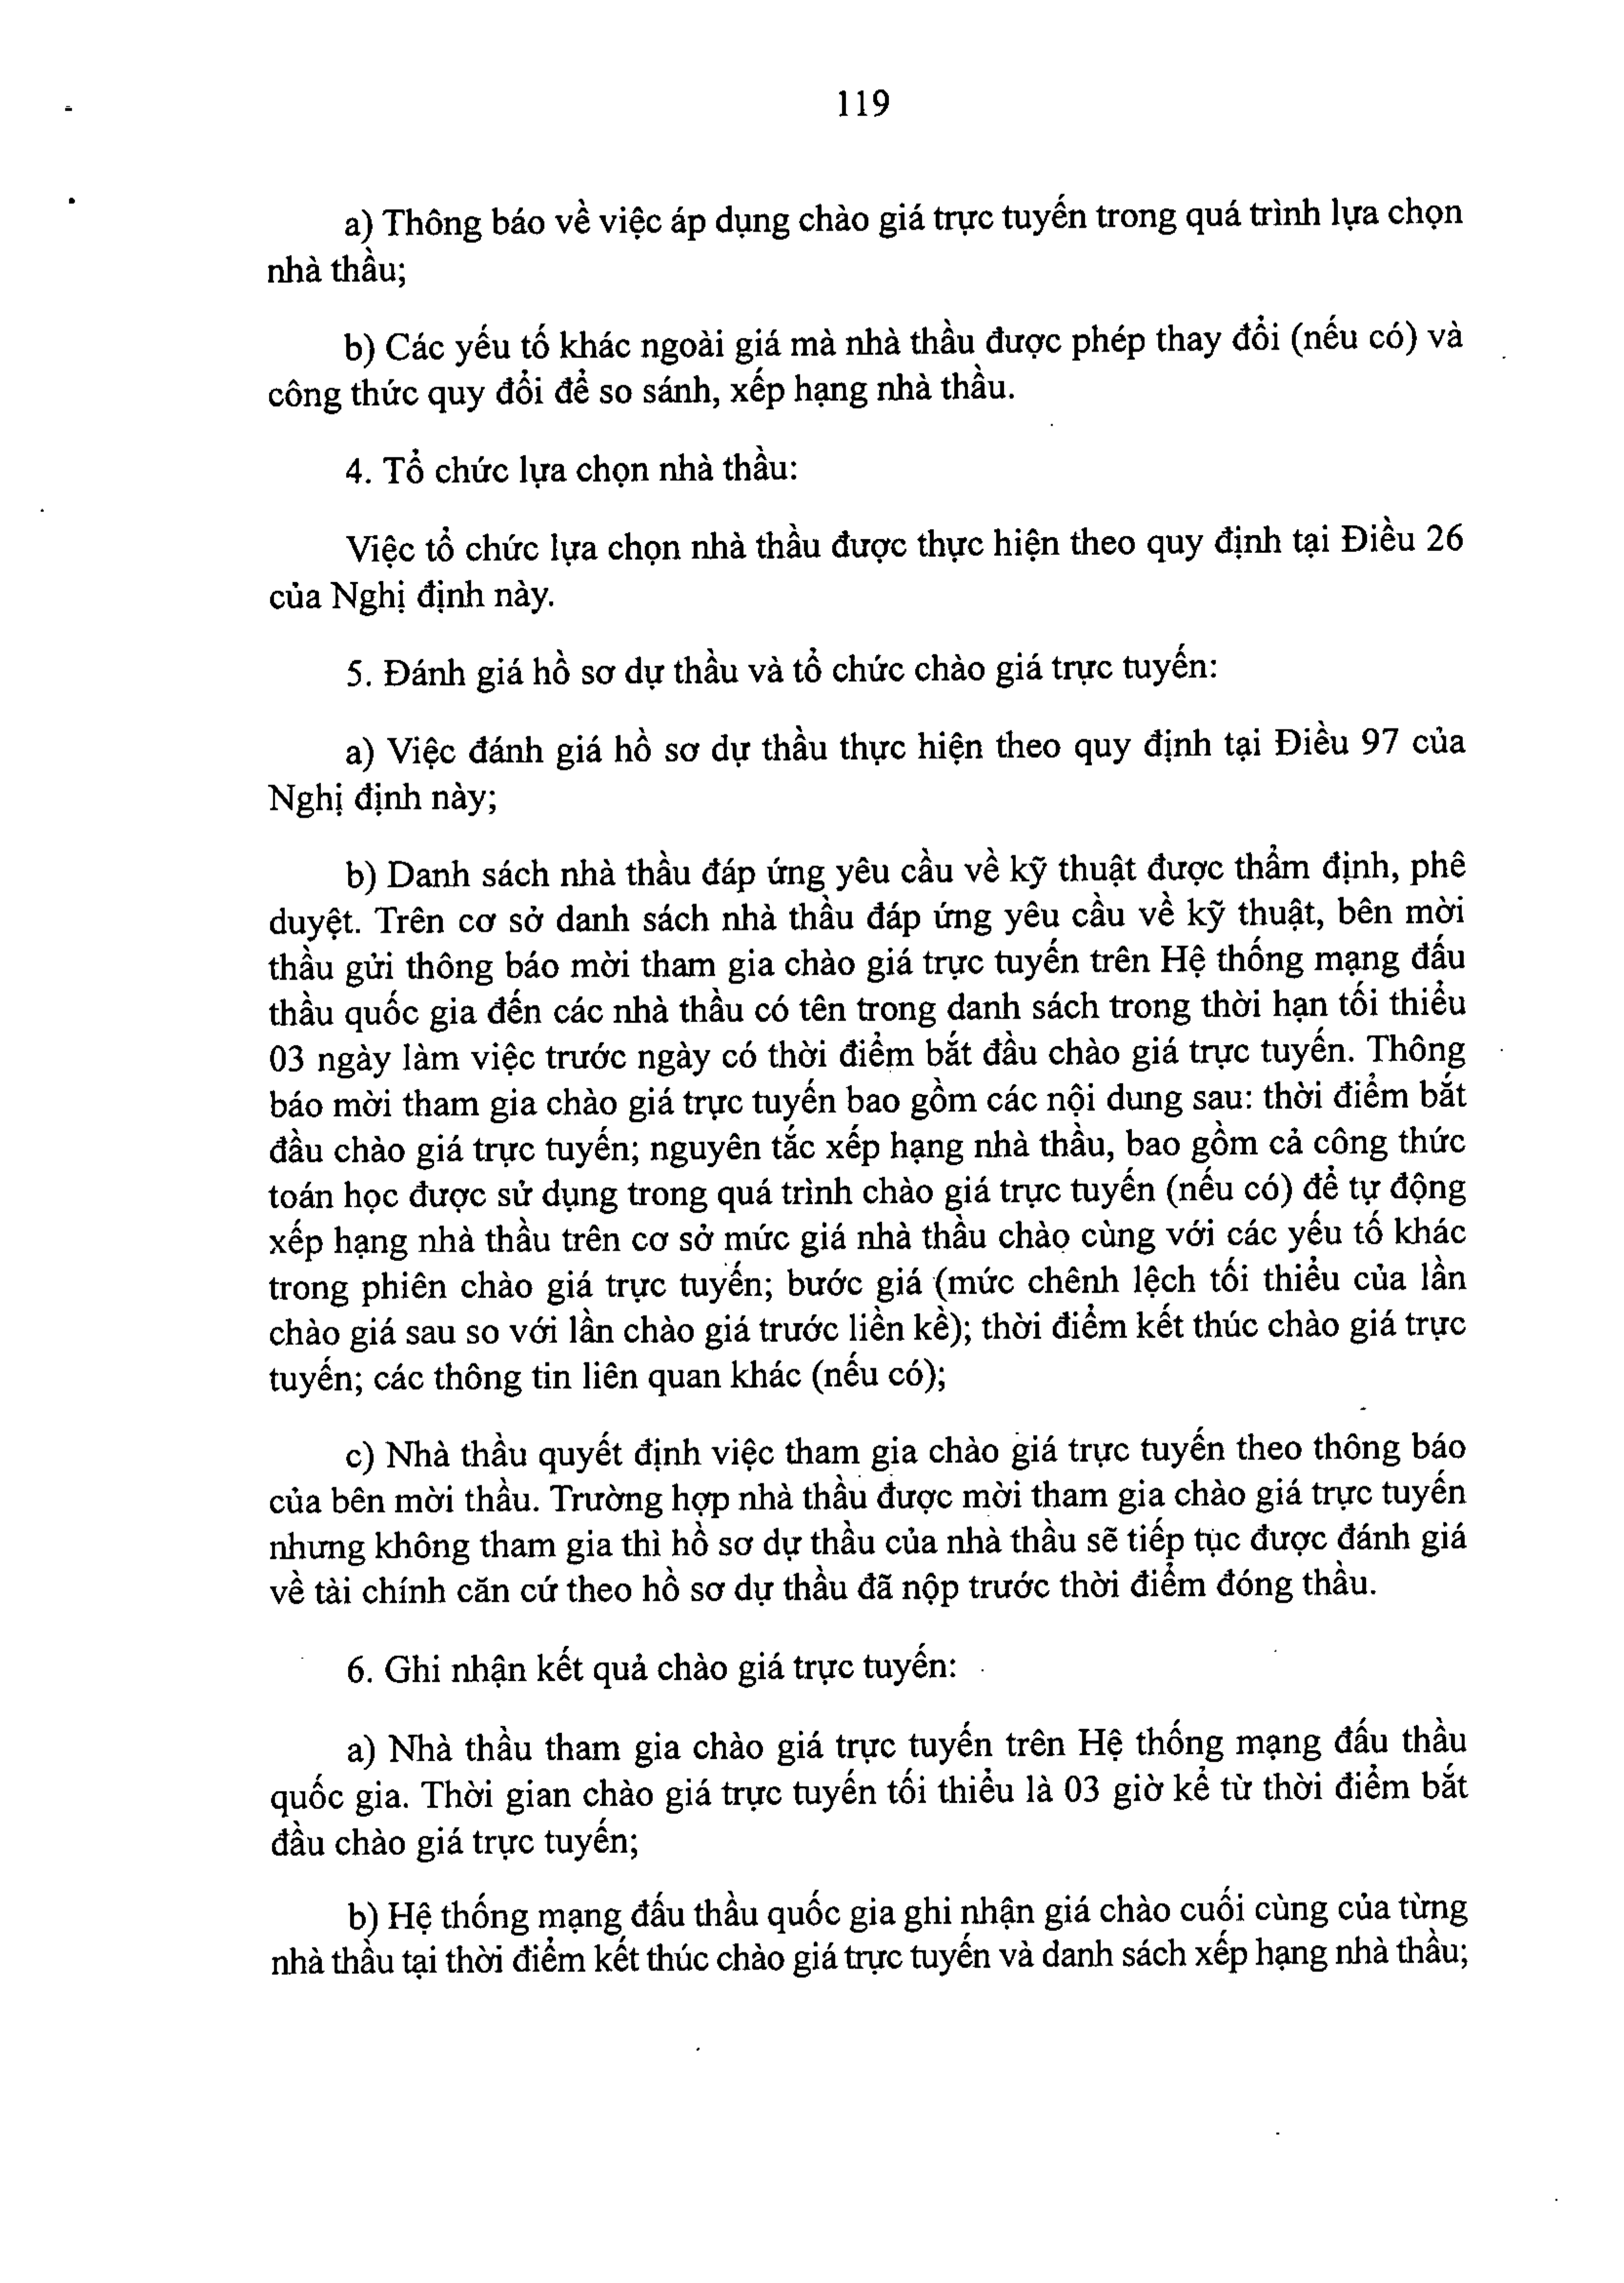 119
a) Thông báo về việc áp dụng chào giá trực tuyến trong quá trình lựa chọn
nhà thầu;
b) Các yếu tố khác ngoài giá mà nhà thầu được phép thay đổi (nếu có) và
công thức quy đổi để so sánh, xếp hạng nhà thầu.
4. Tổ chức lựa chọn nhà thầu:
Việc tổ chức lựa chọn nhà thầu được thực hiện theo quy định tại Điều 26
của Nghị định này.
5. Đánh giá hồ sơ dự thầu và tổ chức chào giá trực tuyến:
a) Việc đánh giá hồ sơ dự thầu thực hiện theo quy định tại Điều 97 của
Nghị định này;
b) Danh sách nhà thầu đáp ứng yêu cầu về kỹ thuật được thẩm định, phê
duyệt. Trên cơ sở danh sách nhà thầu đáp ứng yêu cầu về kỹ thuật, bên mời
thầu gửi thông báo mời tham gia chào giá trực tuyến trên Hệ thống mạng đấu
thầu quốc gia đến các nhà thầu có tên trong danh sách trong thời hạn tối thiểu
03 ngày làm việc trước ngày có thời điểm bắt đầu chào giá trực tuyến. Thông
báo mời tham gia chào giá trực tuyến bao gồm các nội dung sau: thời điểm bắt
đầu chào giá trực tuyến; nguyên tắc xếp hạng nhà thầu, bao gồm cả công thức
toán học được sử dụng trong quá trình chào giá trực tuyến (nếu có) để tự động
xếp hạng nhà thầu trên cơ sở mức giá nhà thầu chào cùng với các yếu tố khác
trong phiên chào giá trực tuyến; bước giá (mức chênh lệch tối thiểu của lần
chào giá sau so với lần chào giá trước liền kề); thời điểm kết thúc chào giá trực
tuyến; các thông tin liên quan khác (nếu có);
c) Nhà thầu quyết định việc tham gia chào giá trực tuyến theo thông báo
của bên mời thầu. Trường hợp nhà thầu được mời tham gia chào giá trực tuyến
nhưng không tham gia thì hồ sơ dự thầu của nhà thầu sẽ tiếp tục được đánh giá
về tài chính căn cứ theo hồ sơ dự thầu đã nộp trước thời điểm đóng thầu.
6. Ghi nhận kết quả chào giá trực tuyến:
a) Nhà thầu tham gia chào giá trực tuyến trên Hệ thống mạng đấu thầu
quốc gia. Thời gian chào giá trực tuyến tối thiểu là 03 giờ kể từ thời điểm bắt
đầu chào giá trực tuyến;
b) Hệ thống mạng đấu thầu quốc gia ghi nhận giá chào cuối cùng của từng
nhà thầu tại thời điểm kết thúc chào giá trực tuyến và danh sách xếp hạng nhà thầu;